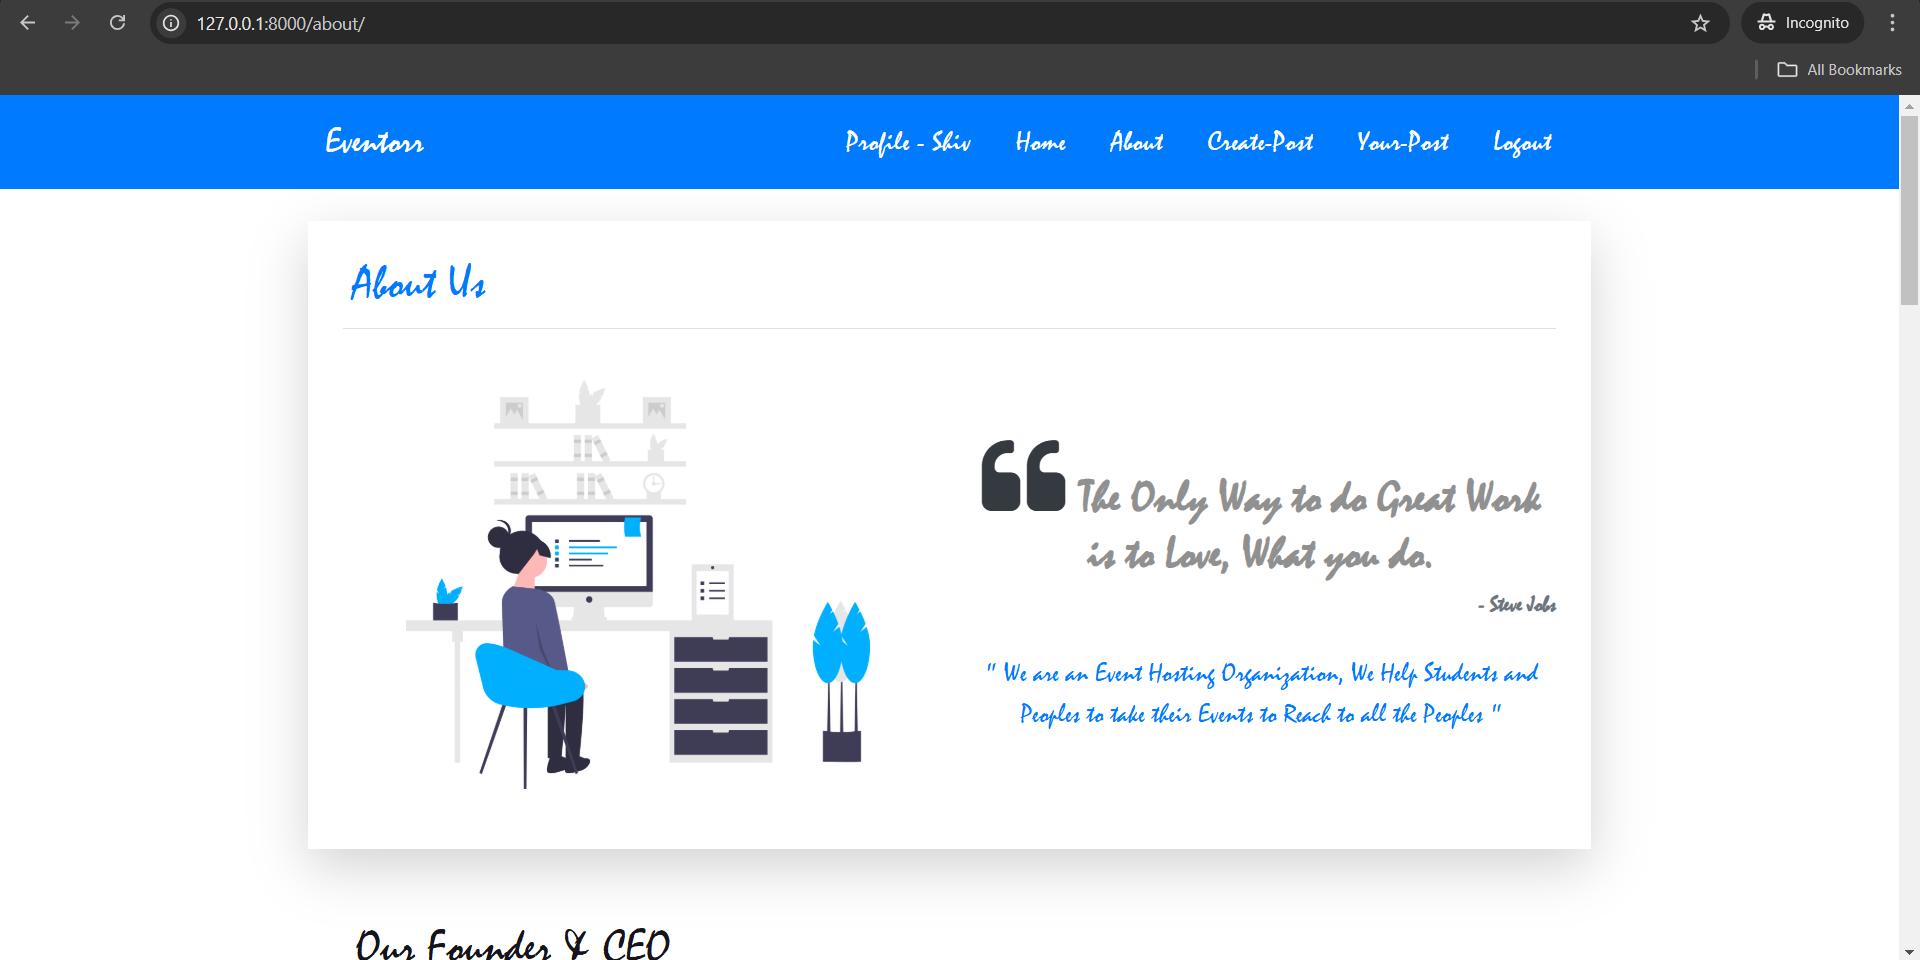 127.0.0.1:8000/about/
Incognito
All Bookmarks
Eventorr
Profile - Shiv
Home
About
Create-Post
Your-Post
Logout
About Us
The Only Way to do Great Work
is to Love, What you do.
- Steve Jobs
" We are an Event Hosting Organization, We Help Students and
Peoples to take their Events to Reach to all the Peoples "
Our Founder & CEO